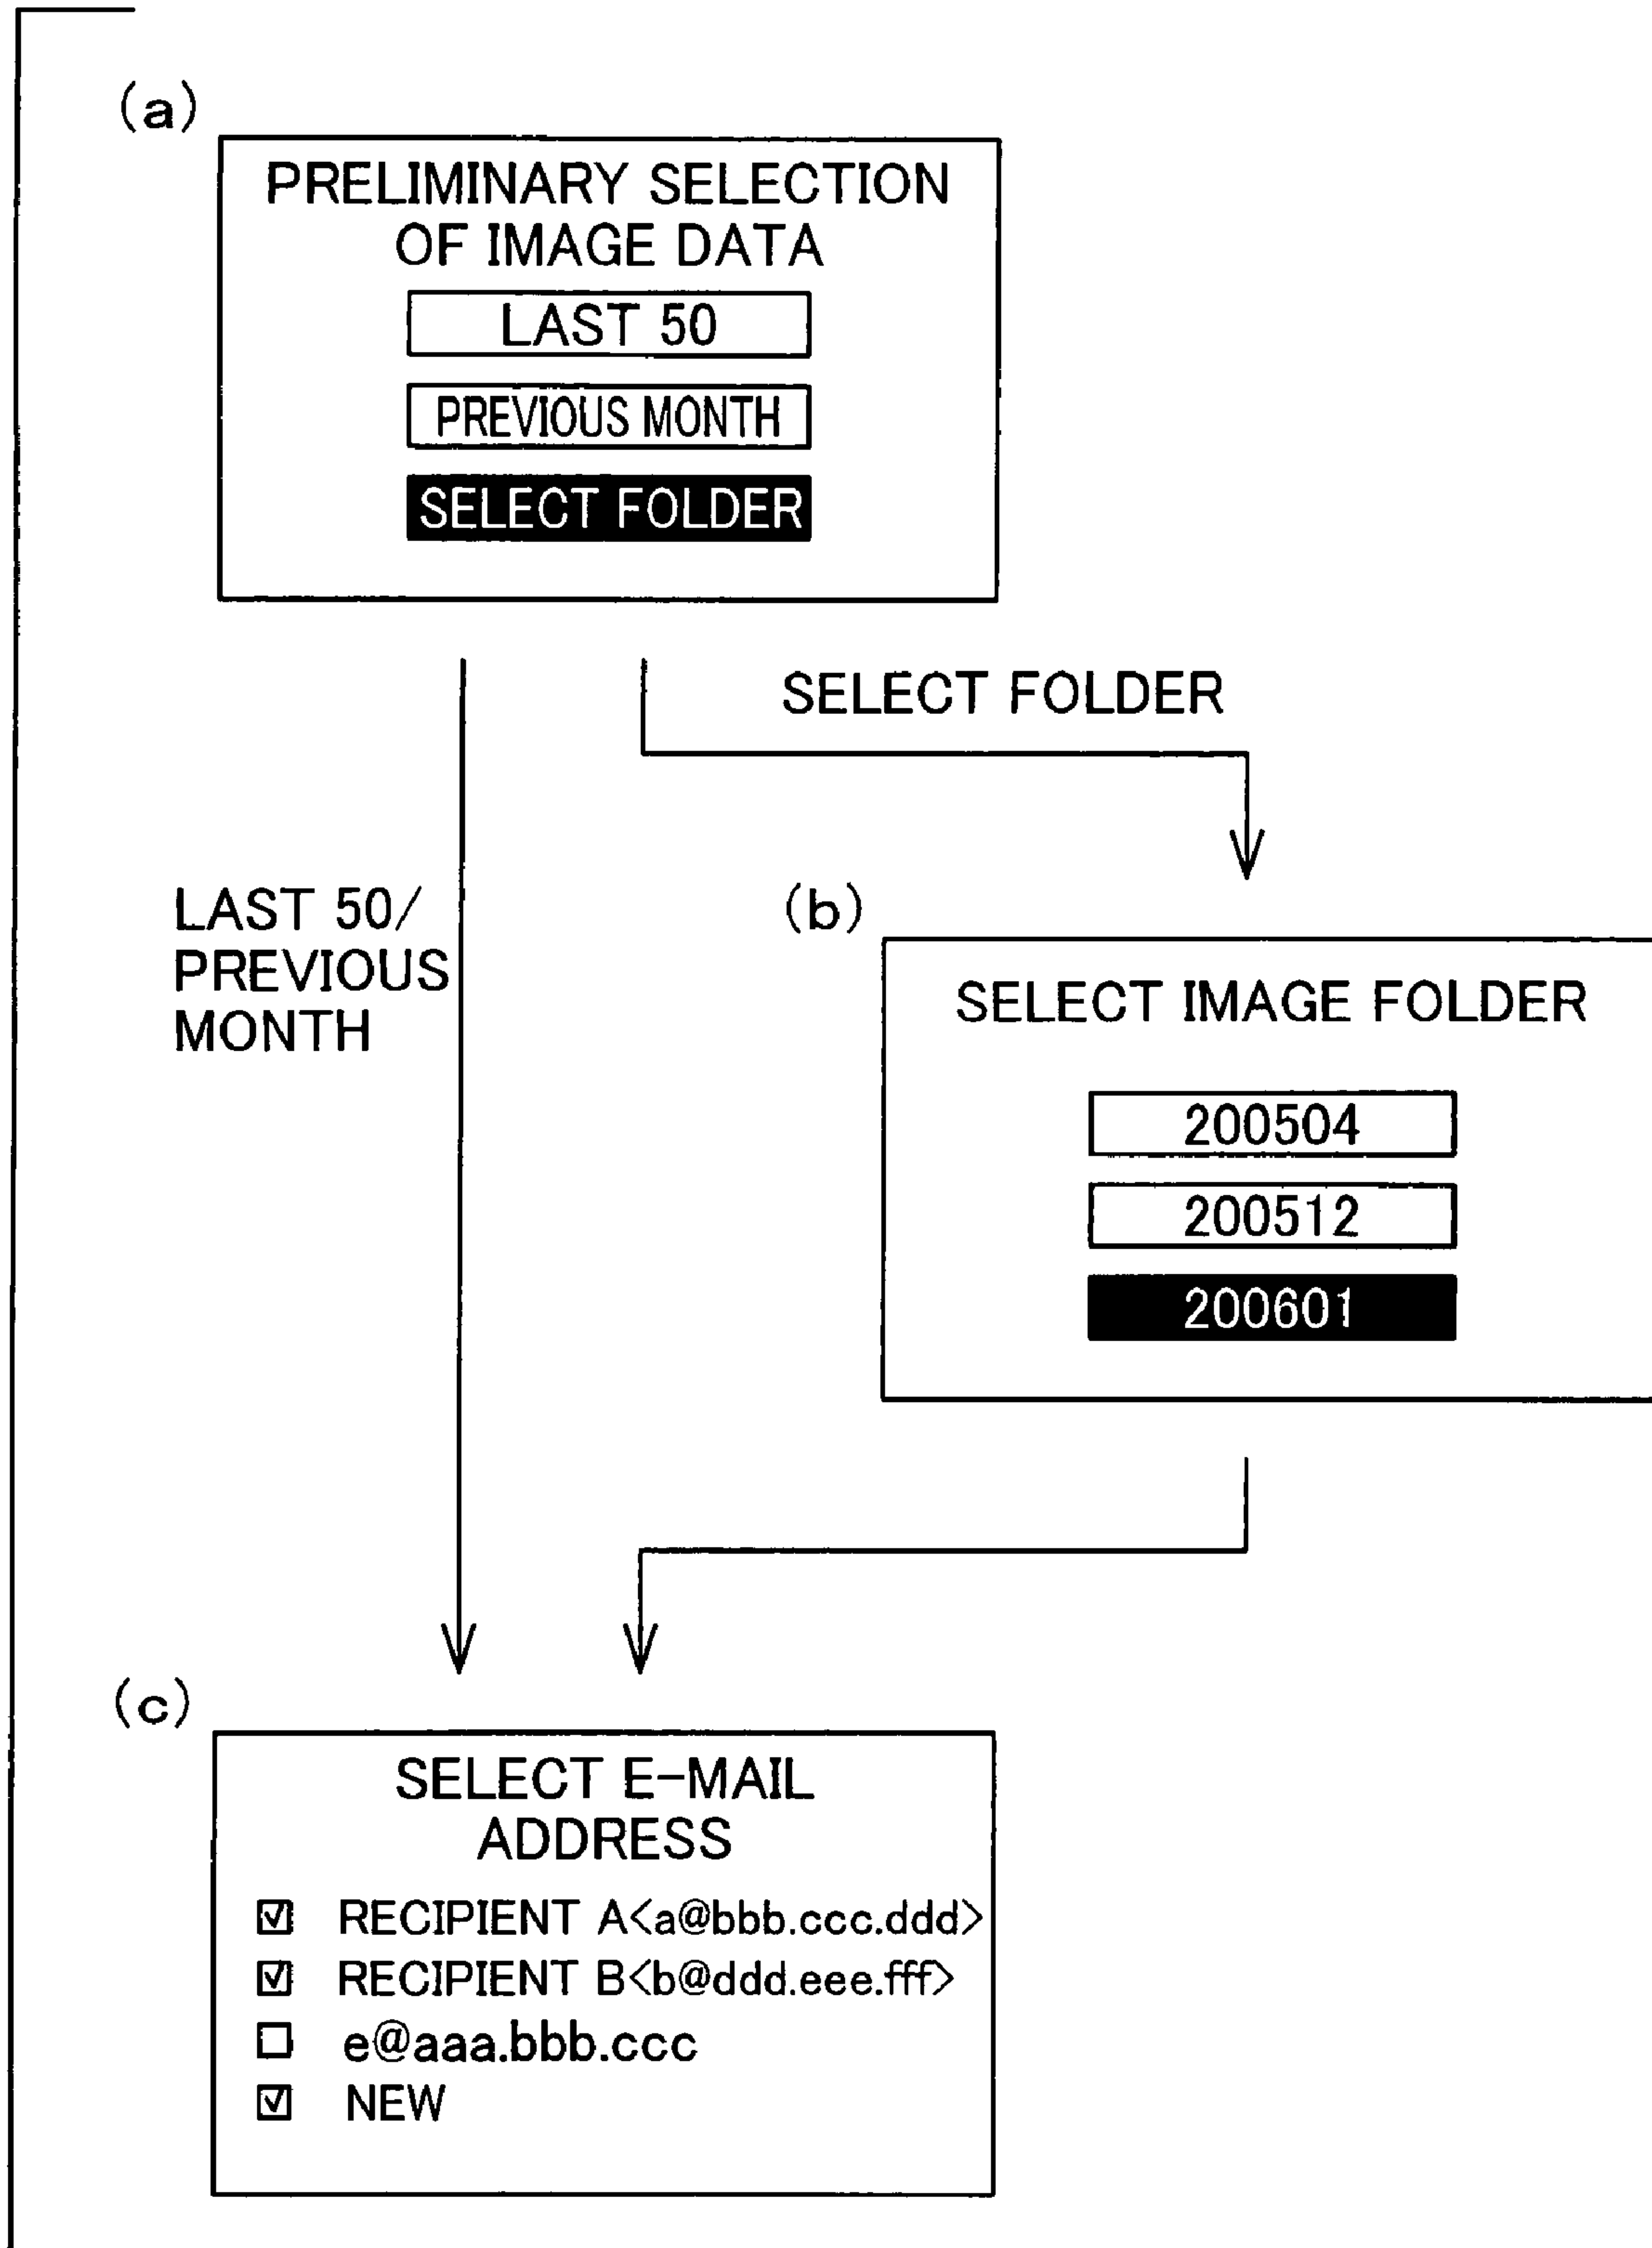 (a)
PRELIMINARY SELECTION
OF IMAGE DATA
LAST 50
PREVIOUS MONTH
SELECT FOLDER
SELECT FOLDER
LAST 50/
PREVIOUS
MONTH
(b)
SELECT IMAGE FOLDER
200504
200512
200601
(c)
SELECT E-MAIL
ADDRESS
RECIPIENT A<a@bbb.ccc.ddd>
RECIPIENT B<b@ddd.eee.fff>
e@aaa.bbb.ccc
NEW